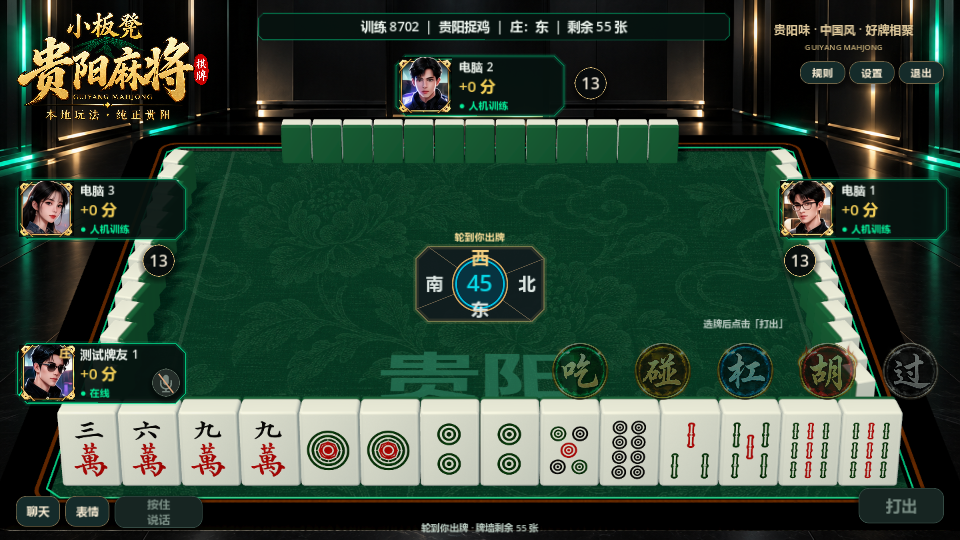 小板凳
贵阳麻将
棋牌
GUIYANG MAHJONG
本地玩法·纯正贵阳
训练 8702 | 贵阳捉鸡 | 庄：东 | 剩余 55 张
贵阳味 · 中国风 · 好牌相聚
GUIYANG MAHJONG
规则
设置
退出
电脑 2
+0 分
人机训练
13
电脑 3
+0 分
人机训练
13
电脑 1
+0 分
人机训练
13
轮到你出牌
西
南
45
北
东
选牌后点击「打出」
贵阳
吃
碰
杠
胡
过
庄
测试牌友 1
+0 分
在线
三萬
六萬
九萬
九萬
聊天
表情
按住
说话
打出
轮到你出牌 · 牌墙剩余 55 张